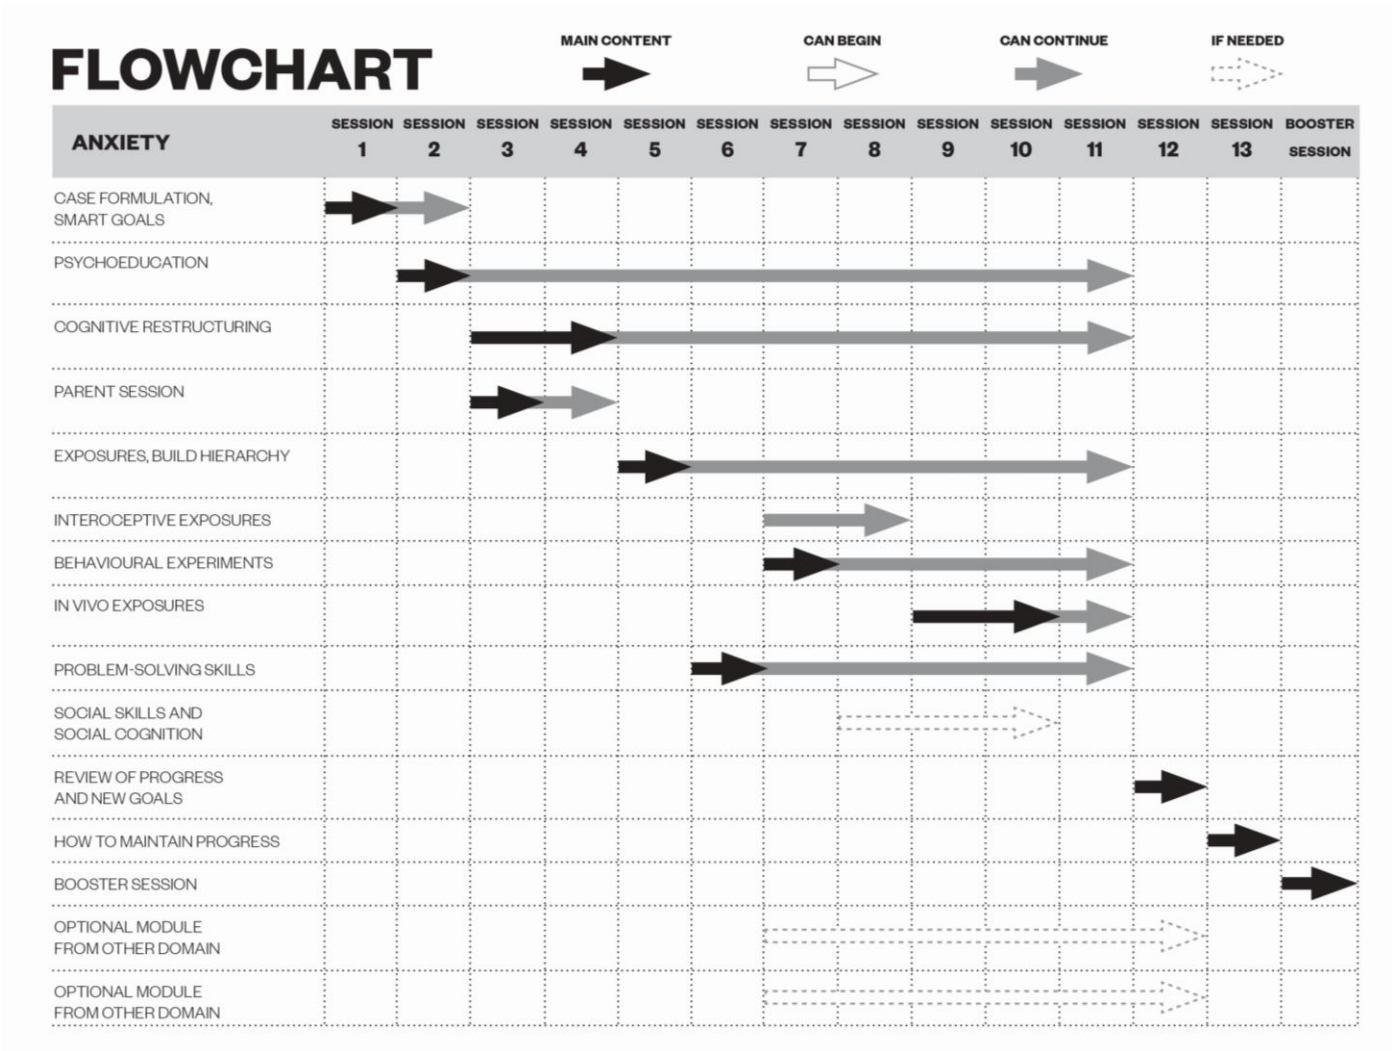 FLOWCHART
MAIN CONTENT
CAN BEGIN
CAN CONTINUE
IF NEEDED
ANXIETY
SESSION 1
SESSION 2
SESSION 3
SESSION 4
SESSION 5
SESSION 6
SESSION 7
SESSION 8
SESSION 9
SESSION 10
SESSION 11
SESSION 12
SESSION 13
BOOSTER SESSION
CASE FORMULATION,
SMART GOALS
PSYCHOEDUCATION
COGNITIVE RESTRUCTURING
PARENT SESSION
EXPOSURES, BUILD HIERARCHY
INTEROCEPTIVE EXPOSURES
BEHAVIOURAL EXPERIMENTS
IN VIVO EXPOSURES
PROBLEM-SOLVING SKILLS
SOCIAL SKILLS AND
SOCIAL COGNITION
REVIEW OF PROGRESS
AND NEW GOALS
HOW TO MAINTAIN PROGRESS
BOOSTER SESSION
OPTIONAL MODULE
FROM OTHER DOMAIN
OPTIONAL MODULE
FROM OTHER DOMAIN